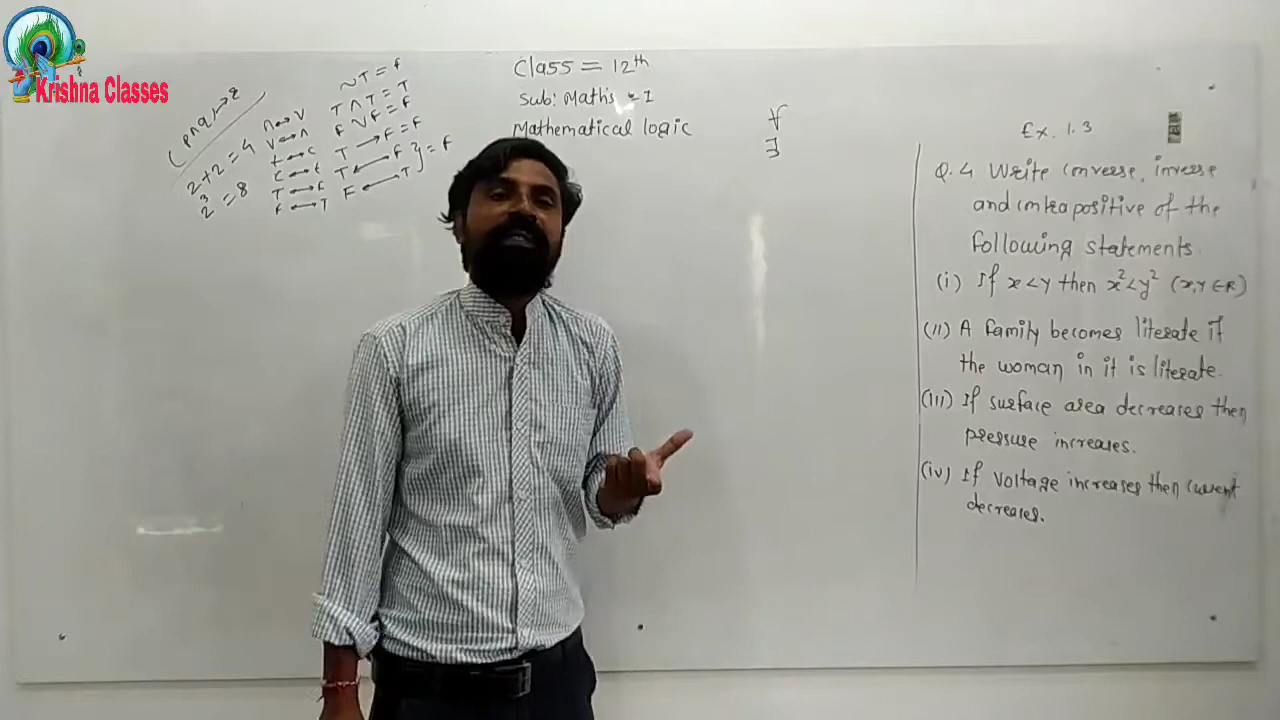 Krishna Classes
(p∧q)→r
2+2=4
2³=8
∧↔∨
∨↔∧
t↔c
c↔t
T↔F
F↔T
~T=F
T∧T=T
F∨F=F
T→F=F
T↔F
F↔T } = F
Class = 12th
Sub: Maths - I
Mathematical logic
∀
∃
Ex. 1.3
Q.4 Write converse, inverse
and contrapositive of the
following statements.
(i) If x<y then x²<y² (x,y∈R)
(ii) A family becomes literate if
the woman in it is literate.
(iii) If surface area decreases then
pressure increases.
(iv) If voltage increases then current
decreases.